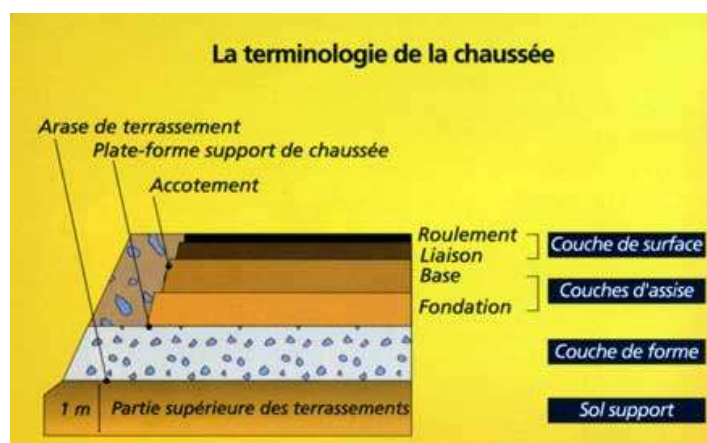 La terminologie de la chaussée
Arase de terrassement
Plate-forme support de chaussée
Accotement
Roulement
Liaison
Couche de surface
Base
Fondation
Couches d'assise
Couche de forme
1 m
Partie supérieure des terrassements
Sol support